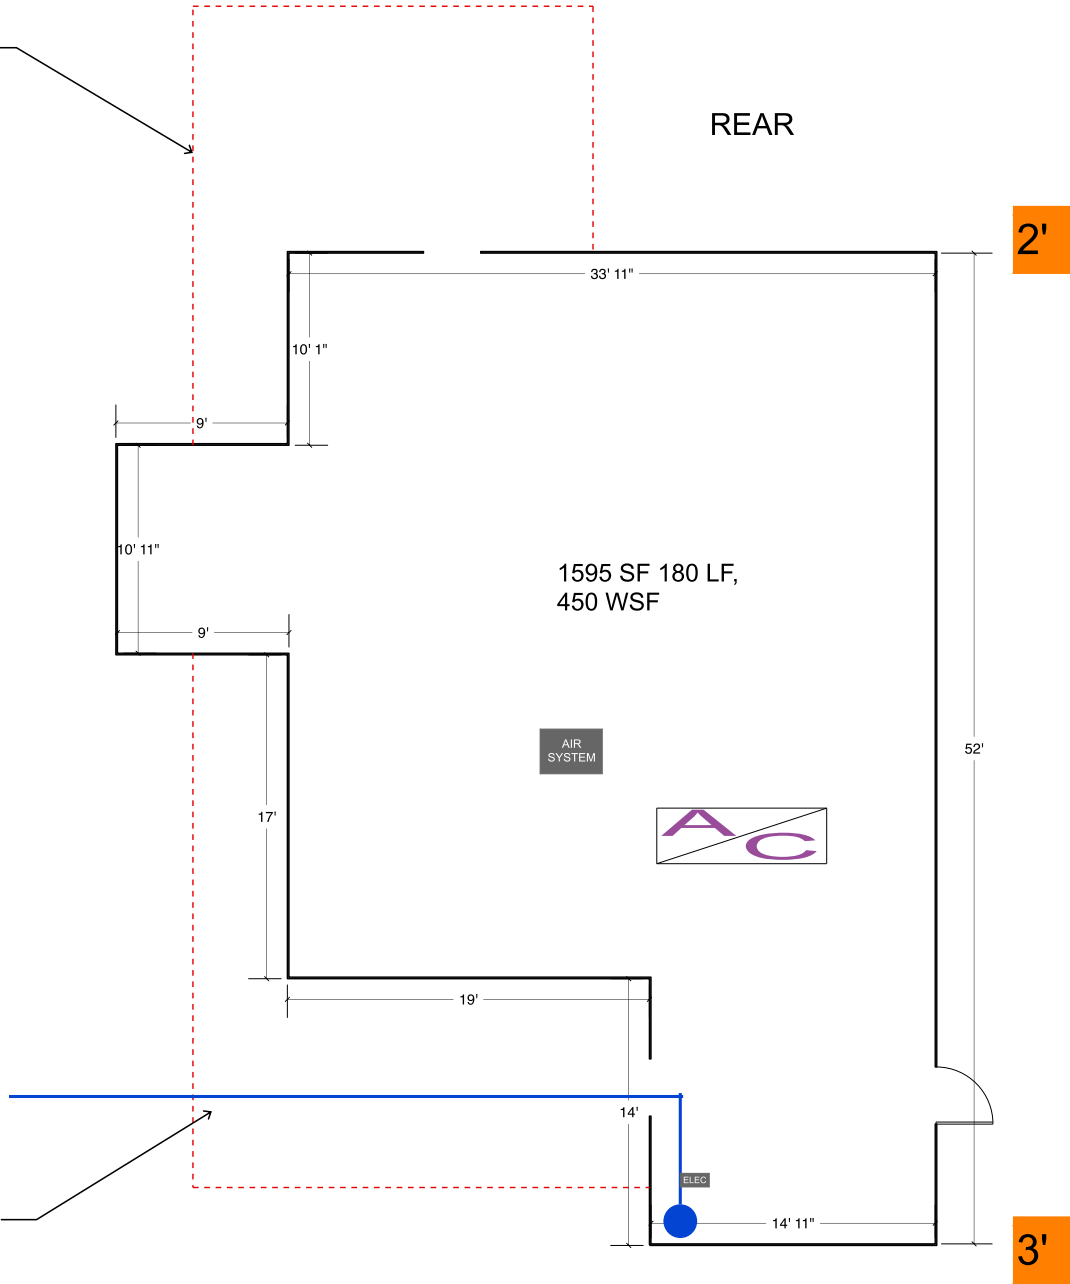 REAR
2'
33' 11"
10' 1"
9'
10' 11"
1595 SF 180 LF,
450 WSF
9'
AIR
SYSTEM
52'
17'
A
C
19'
14'
ELEC
14' 11"
3'